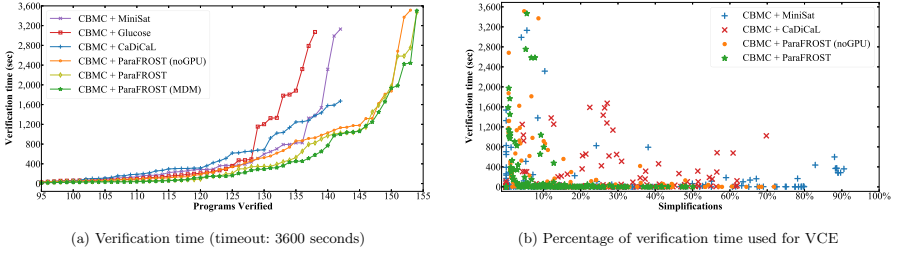 3,600
3,200
2,800
2,400
2,000
1,600
1,200
800
400
0
Verification time (sec)
CBMC + MiniSat
CBMC + Glucose
CBMC + CaDiCaL
CBMC + ParaFROST (noGPU)
CBMC + ParaFROST
CBMC + ParaFROST (MDM)
95 100 105 110 115 120 125 130 135 140 145 150 155
Programs Verified
(a) Verification time (timeout: 3600 seconds)
3,600
3,200
2,800
2,400
2,000
1,600
1,200
800
400
0
Verification time (sec)
CBMC + MiniSat
CBMC + CaDiCaL
CBMC + ParaFROST (noGPU)
CBMC + ParaFROST
10% 20% 30% 40% 50% 60% 70% 80% 90% 100%
Simplifications
(b) Percentage of verification time used for VCE